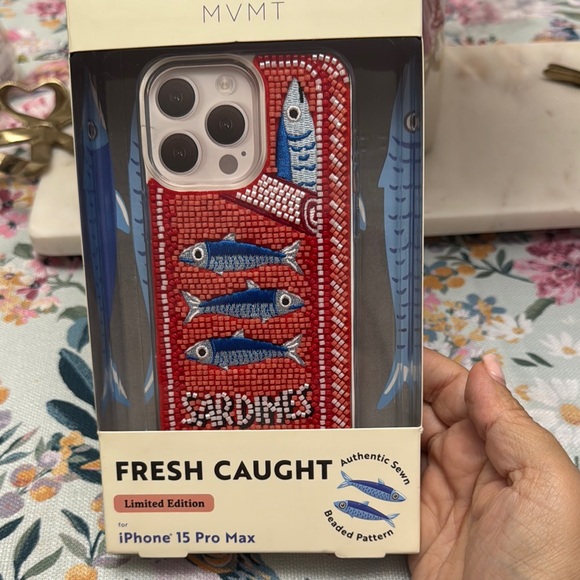 MVMT
SARDINES
FRESH CAUGHT
Limited Edition
for
iPhone® 15 Pro Max
Authentic Sewn
Beaded Pattern